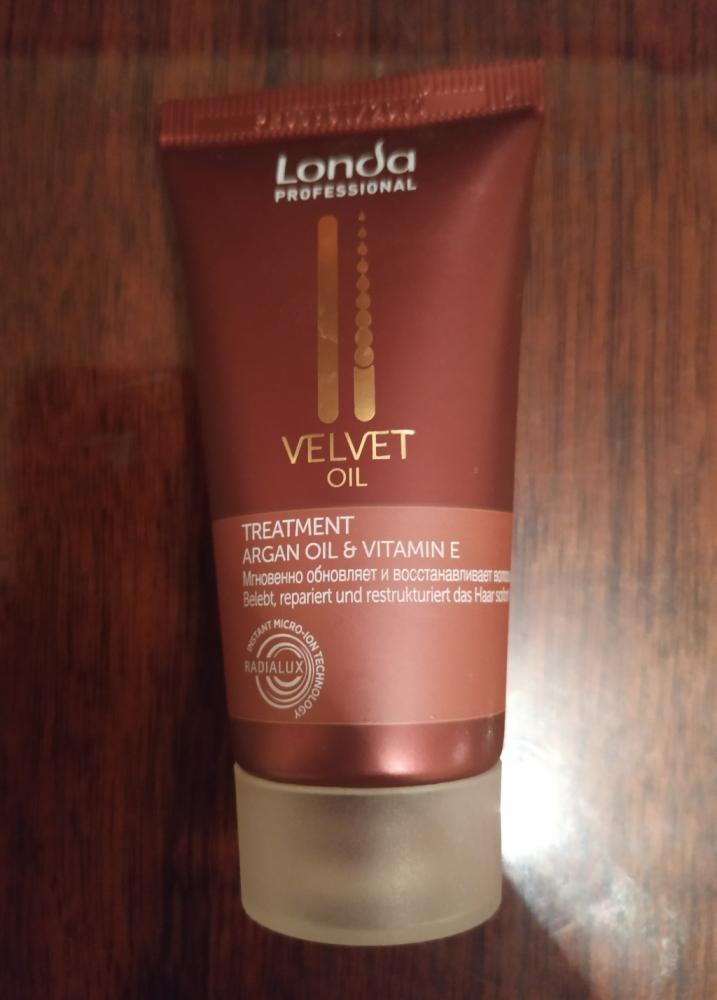 Londa
PROFESSIONAL
VELVET
OIL
TREATMENT
ARGAN OIL & VITAMIN E
Мгновенно обновляет и восстанавливает
Belebt, repariert und restrukturiert das Haar
INSTANT MICRO-ION TECHNOLOGY
RADIALUX